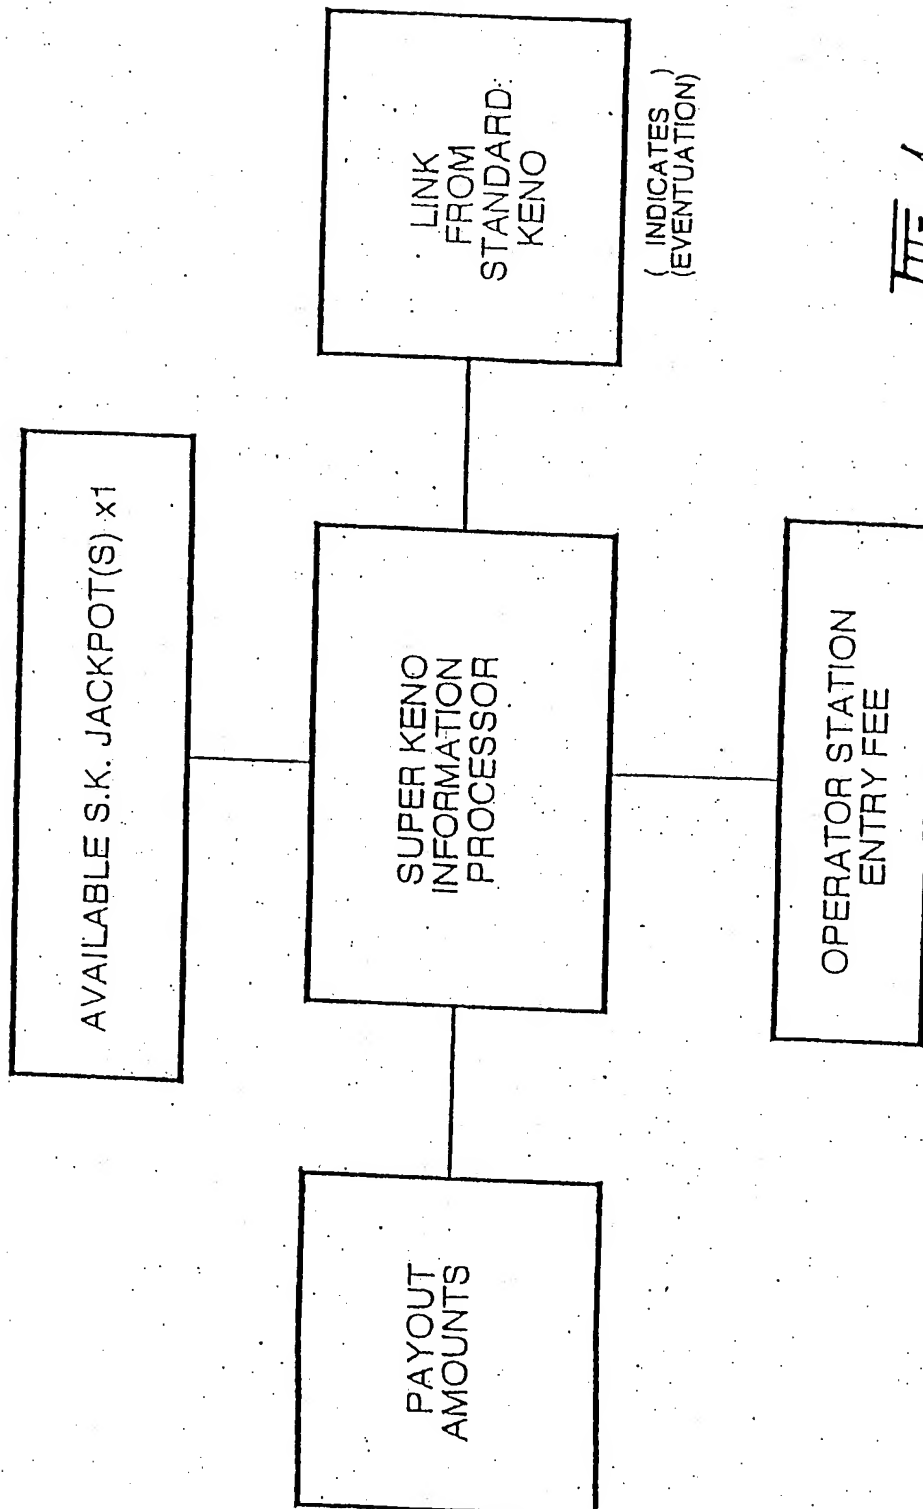 AVAILABLE S.K. JACKPOT(S) x1
PAYOUT
AMOUNTS
SUPER KENO
INFORMATION
PROCESSOR
LINK
FROM
STANDARD:
KENO
( INDICATES )
(EVENTUATION)
OPERATOR STATION
ENTRY FEE